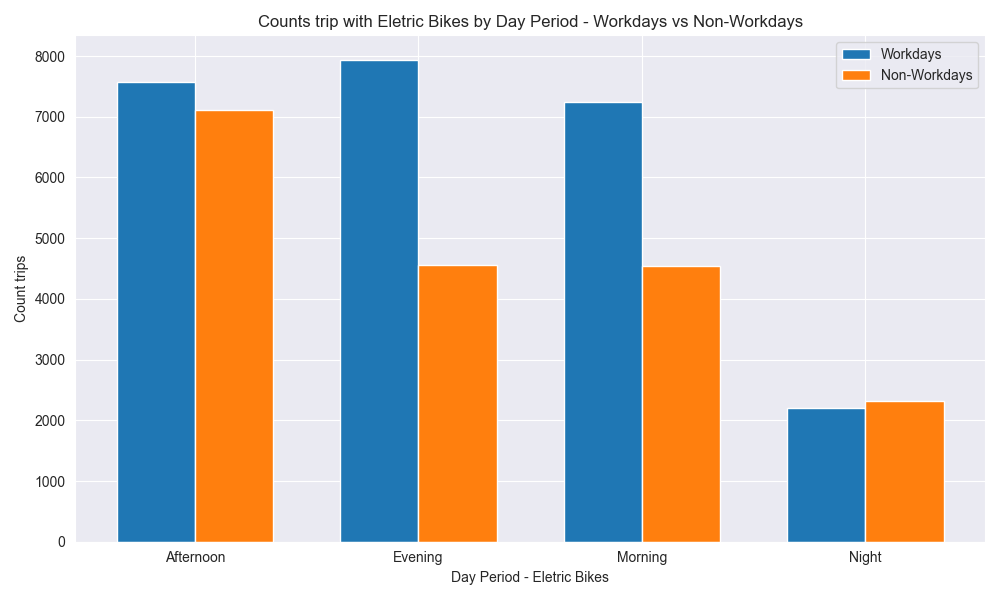 Counts trip with Eletric Bikes by Day Period - Workdays vs Non-Workdays
Workdays
Non-Workdays
8000
7000
6000
5000
4000
3000
2000
1000
0
Count trips
Afternoon
Evening
Morning
Night
Day Period - Eletric Bikes